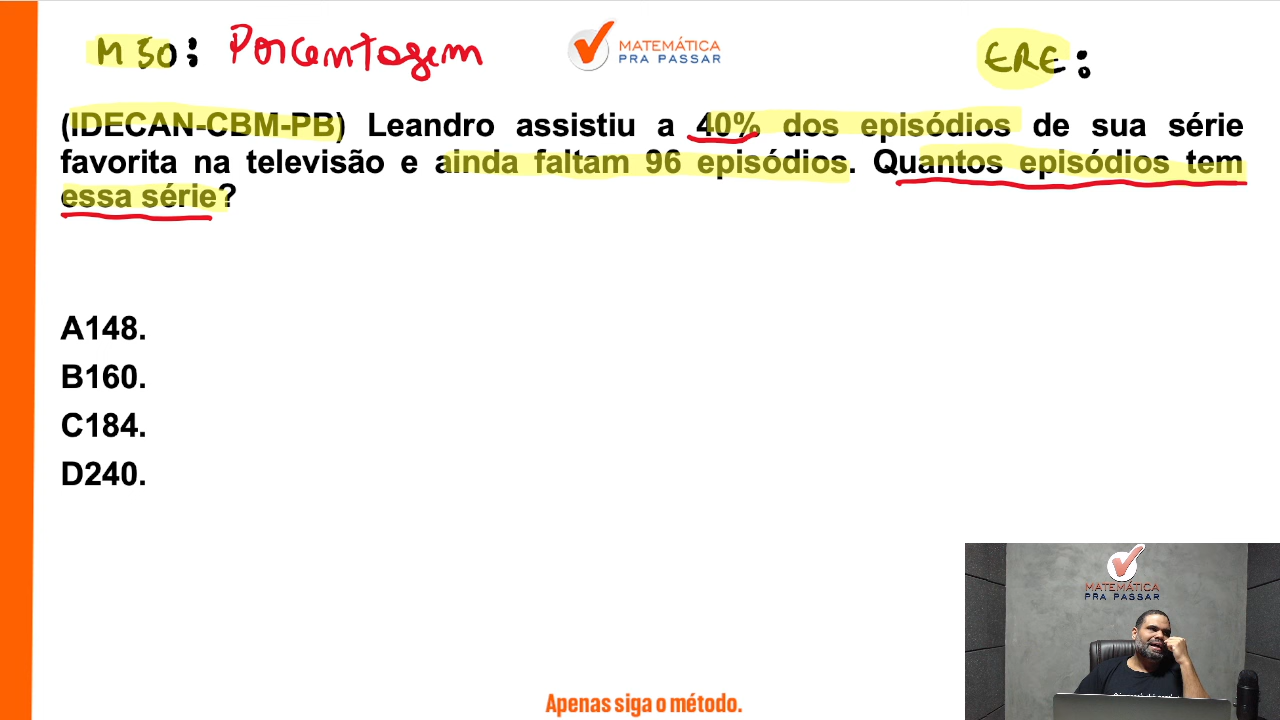 M50: Porcentagem
MATEMÁTICA
PRA PASSAR
ERE:
(IDECAN-CBM-PB) Leandro assistiu a 40% dos episódios de sua série
favorita na televisão e ainda faltam 96 episódios. Quantos episódios tem
essa série?
A148.
B160.
C184.
D240.
MATEMÁTICA
PRA PASSAR
Apenas siga o método.